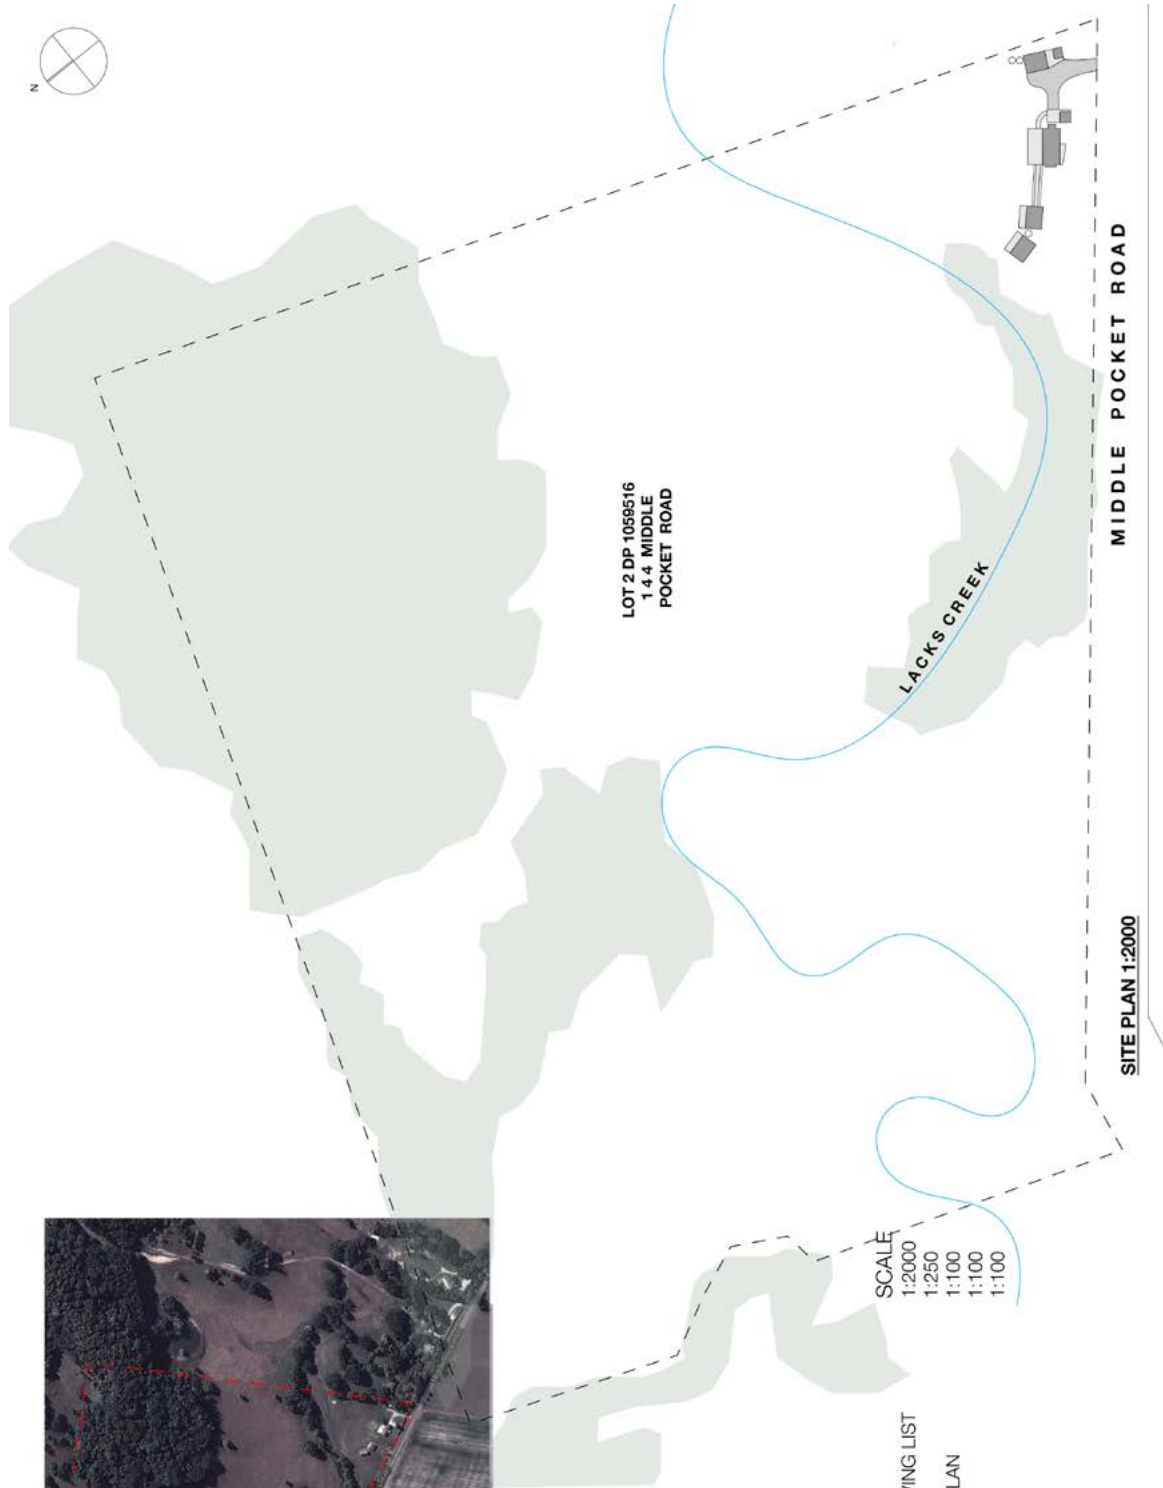 N
LOT 2 DP 1059516
1 4 4 MIDDLE
POCKET ROAD
LACKS CREEK
MIDDLE POCKET ROAD
SITE PLAN 1:2000
SCALE
1:2000
1:250
1:100
1:100
1:100
VING LIST
LAN